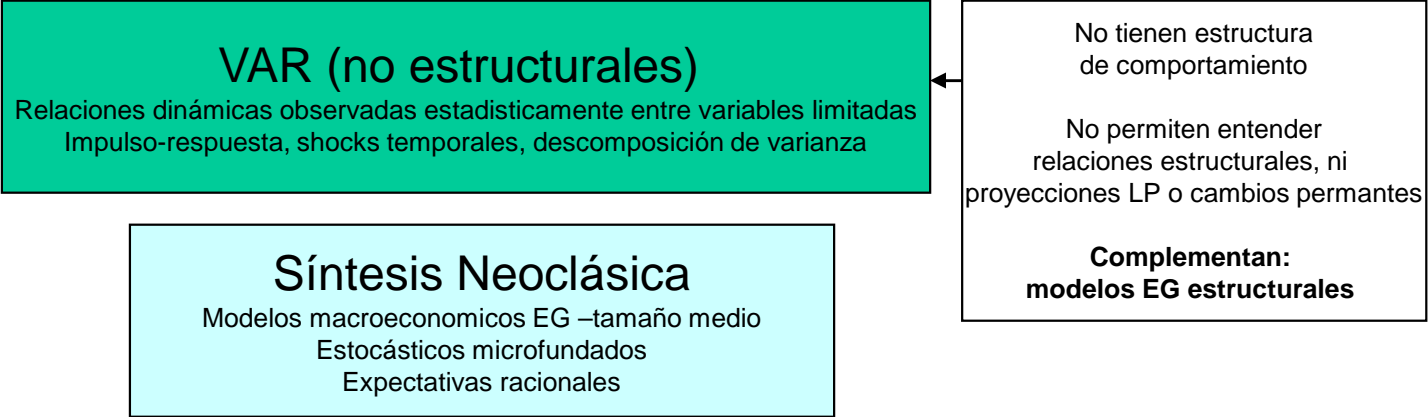 VAR (no estructurales)
Relaciones dinámicas observadas estadisticamente entre variables limitadas
Impulso-respuesta, shocks temporales, descomposición de varianza
No tienen estructura
de comportamiento
No permiten entender
relaciones estructurales, ni
proyecciones LP o cambios permantes
Complementan:
modelos EG estructurales
Síntesis Neoclásica
Modelos macroeconomicos EG –tamaño medio
Estocásticos microfundados
Expectativas racionales